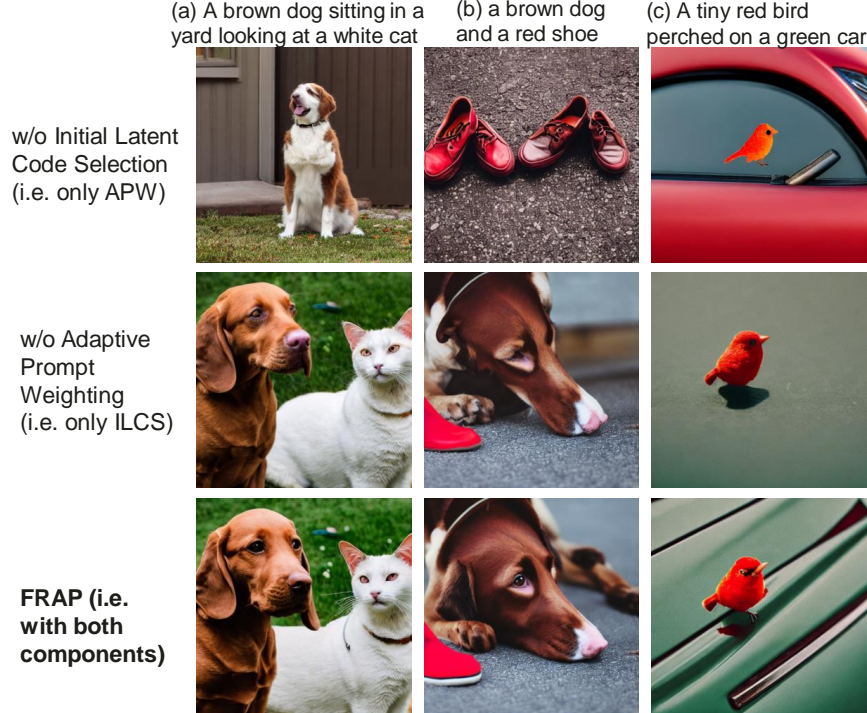 (a) A brown dog sitting in a
yard looking at a white cat
(b) a brown dog
and a red shoe
(c) A tiny red bird
perched on a green car
w/o Initial Latent
Code Selection
(i.e. only APW)
w/o Adaptive
Prompt
Weighting
(i.e. only ILCS)
FRAP (i.e.
with both
components)